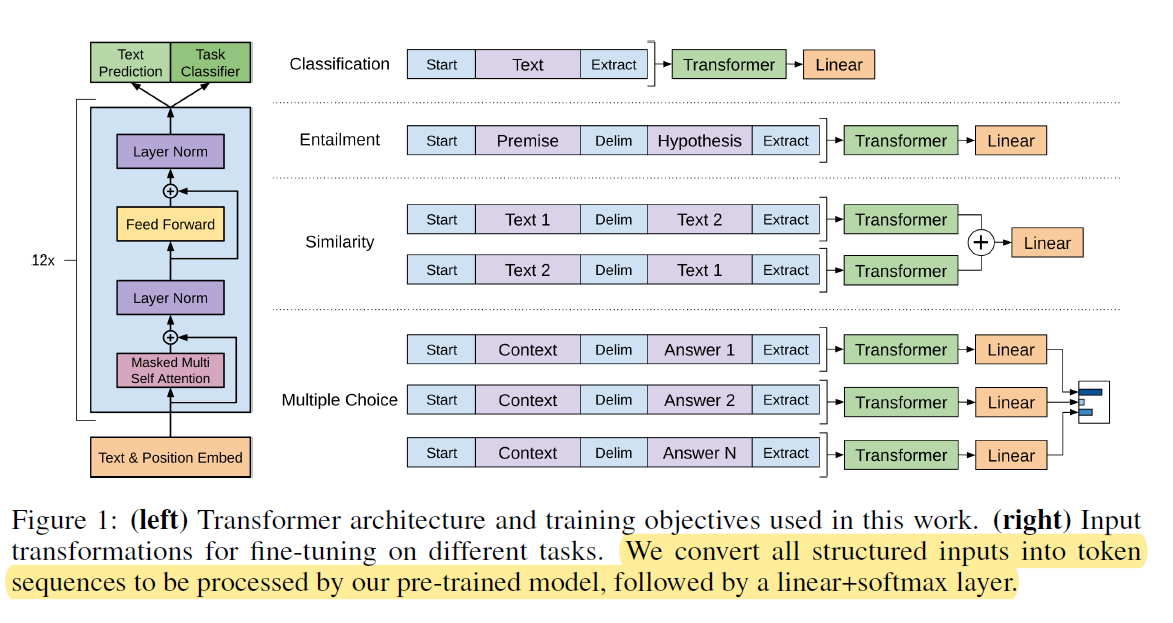 Text
Prediction
Task
Classifier
Layer Norm
Feed Forward
12x
Layer Norm
Masked Multi
Self Attention
Text & Position Embed
Classification
Start
Text
Extract
Transformer
Linear
Entailment
Start
Premise
Delim
Hypothesis
Extract
Transformer
Linear
Similarity
Start
Text 1
Delim
Text 2
Extract
Transformer
Start
Text 2
Delim
Text 1
Extract
Transformer
+
Linear
Multiple Choice
Start
Context
Delim
Answer 1
Extract
Transformer
Linear
Start
Context
Delim
Answer 2
Extract
Transformer
Linear
Start
Context
Delim
Answer N
Extract
Transformer
Linear
Figure 1: (left) Transformer architecture and training objectives used in this work. (right) Input
transformations for fine-tuning on different tasks. We convert all structured inputs into token
sequences to be processed by our pre-trained model, followed by a linear+softmax layer.